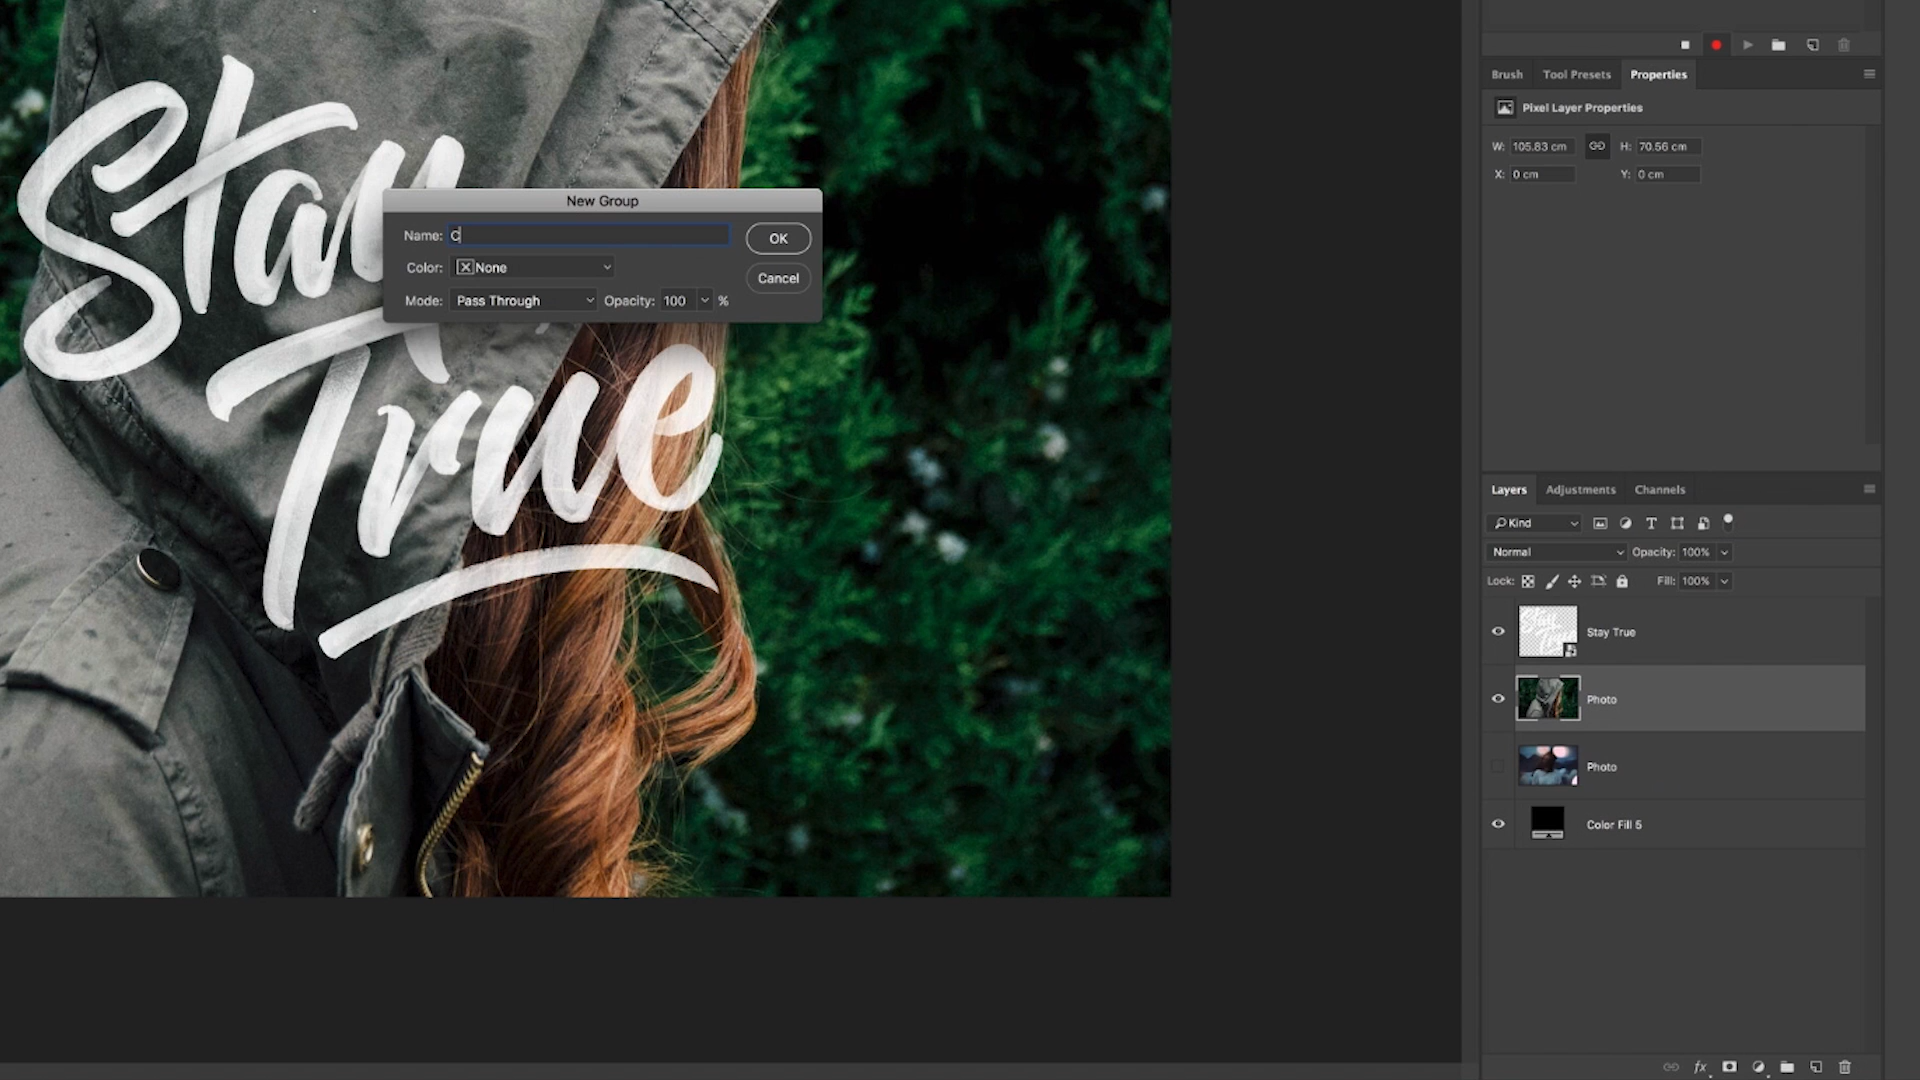 Stay
True
New Group
Name: C
OK
Color: None
Cancel
Mode: Pass Through Opacity: 100 %
Brush Tool Presets Properties
Pixel Layer Properties
W: 105.83 cm H: 70.56 cm
X: 0 cm Y: 0 cm
Layers Adjustments Channels
Kind
Normal Opacity: 100%
Lock: Fill: 100%
Stay True
Photo
Photo
Color Fill 5
fx